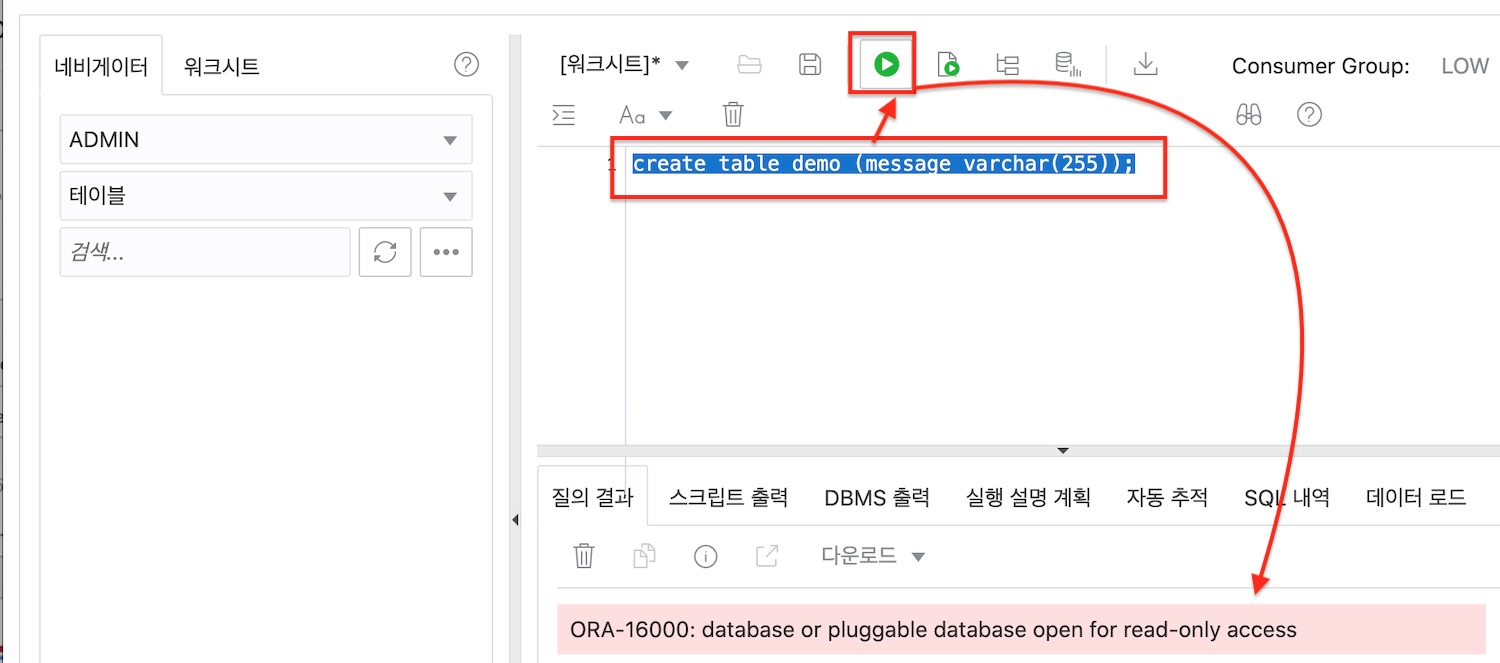 네비게이터 워크시트
ADMIN
테이블
검색...
[워크시트]* Consumer Group: LOW
Aa
1 create table demo (message varchar(255));
질의 결과 스크립트 출력 DBMS 출력 실행 설명 계획 자동 추적 SQL 내역 데이터 로드
다운로드
ORA-16000: database or pluggable database open for read-only access